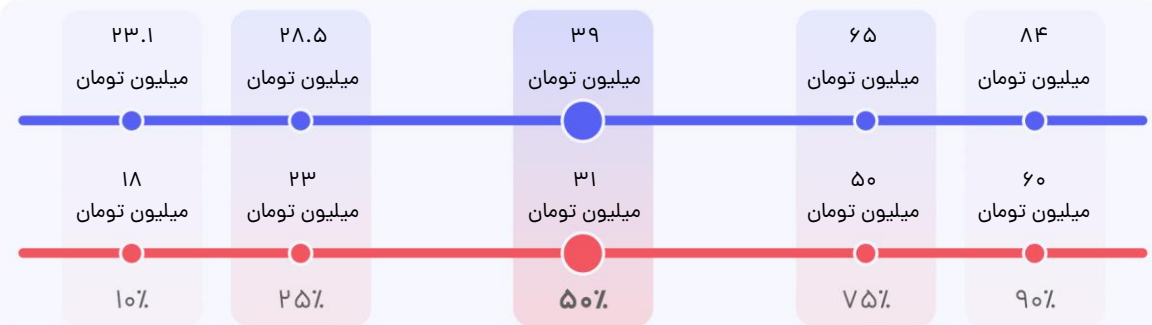 ۲۳.۱ ۲۸.۵ ۳۹ ۶۵ ۸۴
میلیون تومان میلیون تومان میلیون تومان میلیون تومان میلیون تومان
۱۸ ۲۳ ۳۱ ۵۰ ۶۰
میلیون تومان میلیون تومان میلیون تومان میلیون تومان میلیون تومان
۱۰٪ ۲۵٪ ۵۰٪ ۷۵٪ ۹۰٪